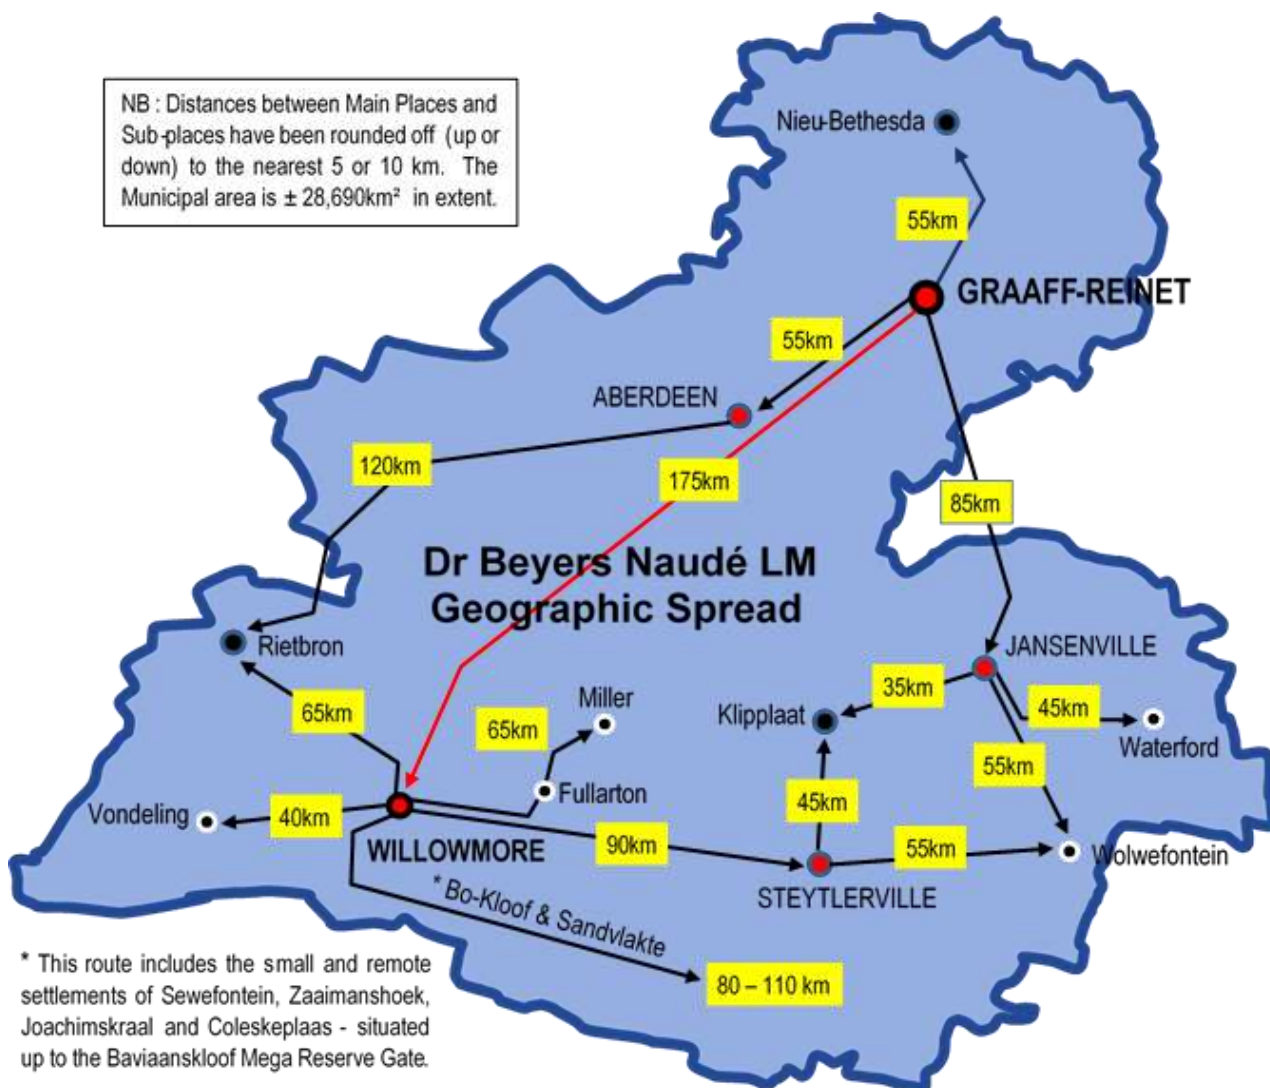 NB : Distances between Main Places and
Sub-places have been rounded off (up or
down) to the nearest 5 or 10 km. The
Municipal area is ± 28,690km² in extent.
Nieu-Bethesda
55km
GRAAFF-REINET
55km
ABERDEEN
120km
175km
85km
Dr Beyers Naudé LM
Geographic Spread
Rietbron
JANSENVILLE
35km
Miller
65km
Klipplaat
45km
65km
Waterford
55km
Fullarton
45km
Vondeling
40km
WILLOWMORE
90km
55km
Wolwefontein
STEYTLERVILLE
* Bo-Kloof & Sandvlakte
80 – 110 km
* This route includes the small and remote
settlements of Sewefontein, Zaaimanshoek,
Joachimskraal and Coleskeplaas - situated
up to the Baviaanskloof Mega Reserve Gate.